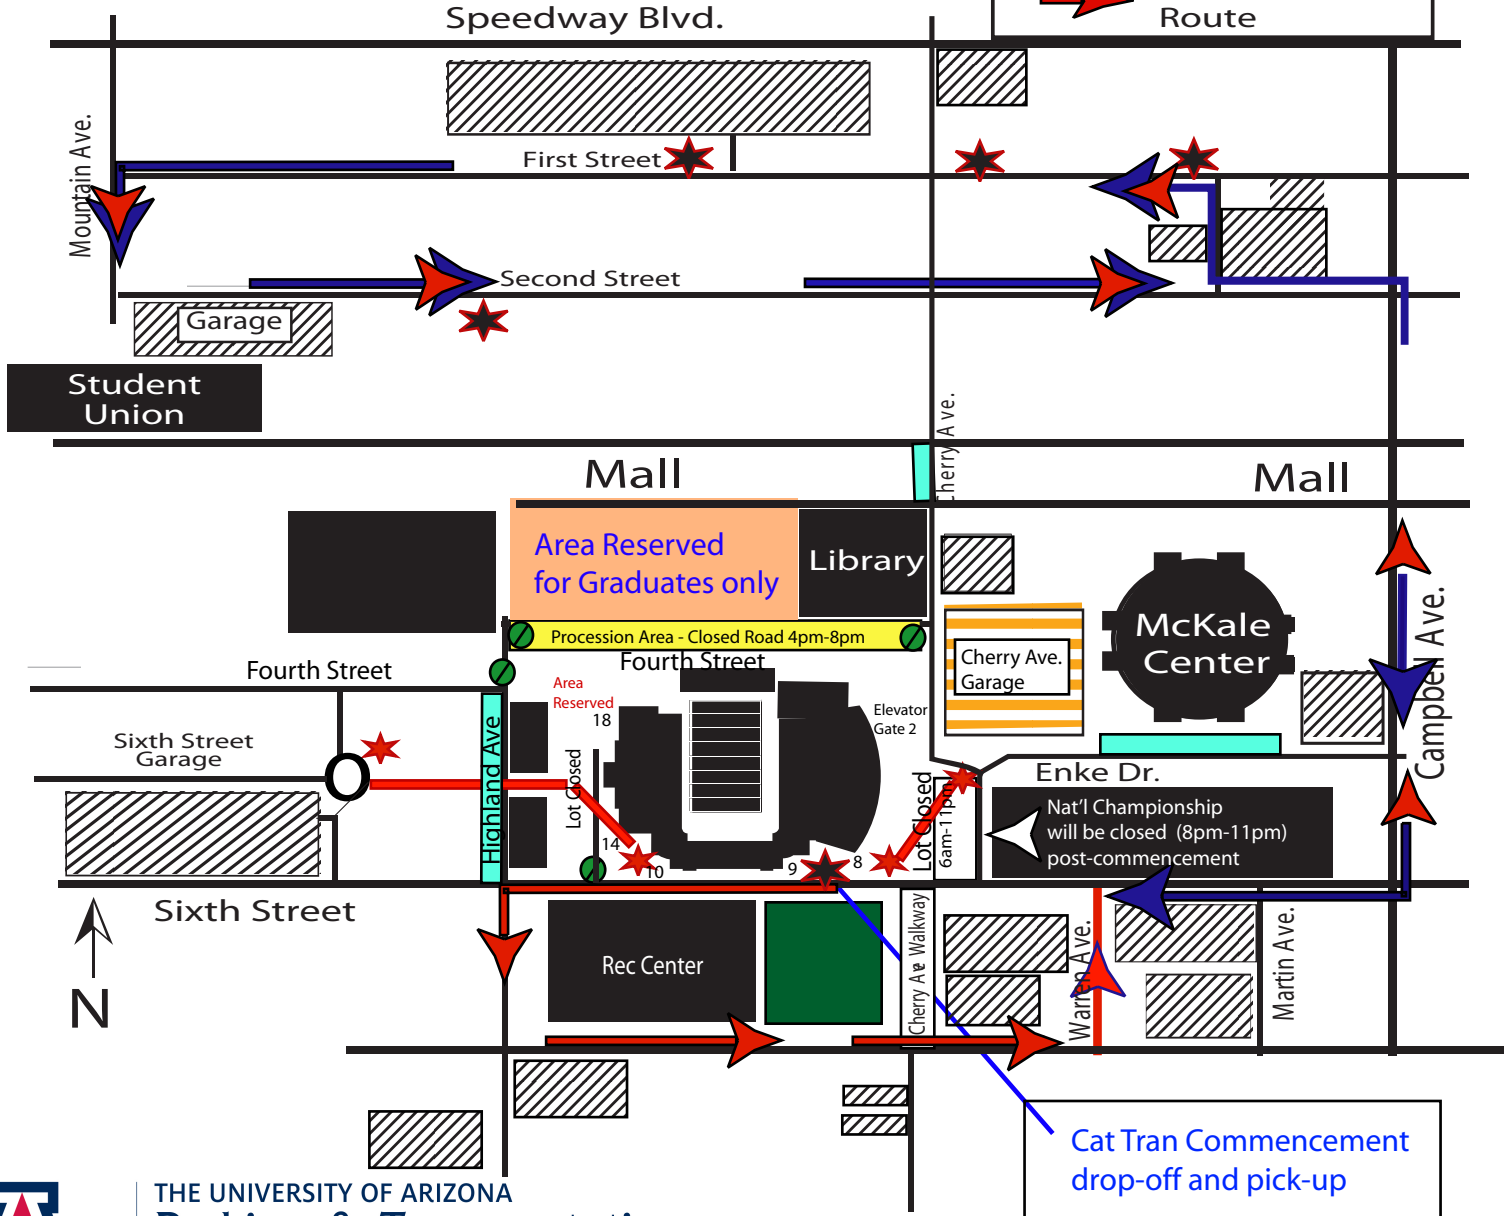 Speedway Blvd.
Route
Mountain Ave.
First Street
Second Street
Garage
Student
Union
Cherry Ave.
Mall
Mall
Area Reserved
for Graduates only
Library
Procession Area - Closed Road 4pm-8pm
Fourth Street
Fourth Street
McKale
Center
Cherry Ave.
Garage
Campbell Ave.
Area
Reserved
18
Elevator
Gate 2
Sixth Street
Garage
Highland Ave
Lot Closed
Lot Closed
6am-11pm
Enke Dr.
Nat'l Championship
will be closed (8pm-11pm)
post-commencement
14
10
9
8
Sixth Street
N
Rec Center
Cherry Ave Walkway
Warren Ave.
Martin Ave.
Cat Tran Commencement
drop-off and pick-up
THE UNIVERSITY OF ARIZONA